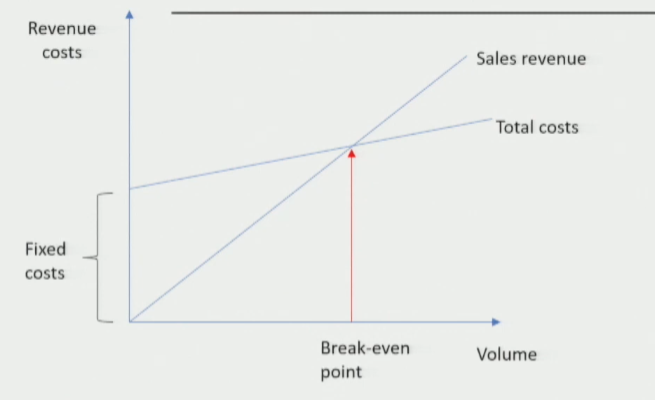 Revenue
costs
Sales revenue
Total costs
Fixed
costs
Break-even
point
Volume